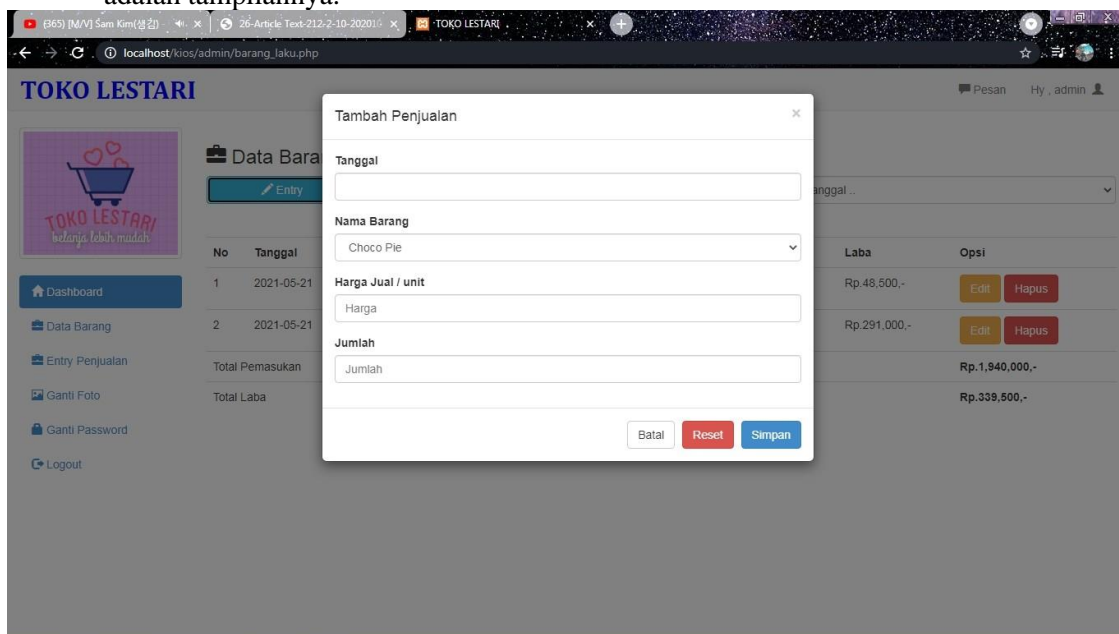 adalah tampilannya.
(365) [M/V] Sam Kim(샘김) -
26-Article Text-212-2-10-202010
TOKO LESTARI
localhost/kios/admin/barang_laku.php
TOKO LESTARI
Pesan Hy , admin
TOKO LESTARI
belanja lebih mudah
Data Bara
Entry
anggal ..
No Tanggal Laba Opsi
1 2021-05-21 Rp.48,500,- Edit Hapus
2 2021-05-21 Rp.291,000,- Edit Hapus
Total Pemasukan Rp.1,940,000,-
Total Laba Rp.339,500,-
Dashboard
Data Barang
Entry Penjualan
Ganti Foto
Ganti Password
Logout
Tambah Penjualan ×
Tanggal
Nama Barang
Choco Pie
Harga Jual / unit
Harga
Jumlah
Jumlah
Batal Reset Simpan